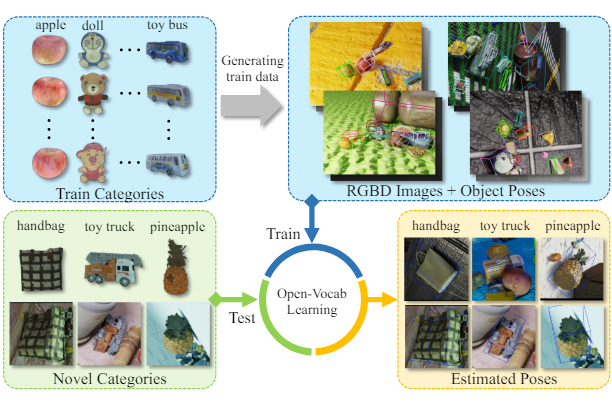 apple doll toy bus
Train Categories
Generating
train data
RGBD Images + Object Poses
Train
handbag toy truck pineapple
Novel Categories
Test
Open-Vocab
Learning
handbag toy truck pineapple
Estimated Poses